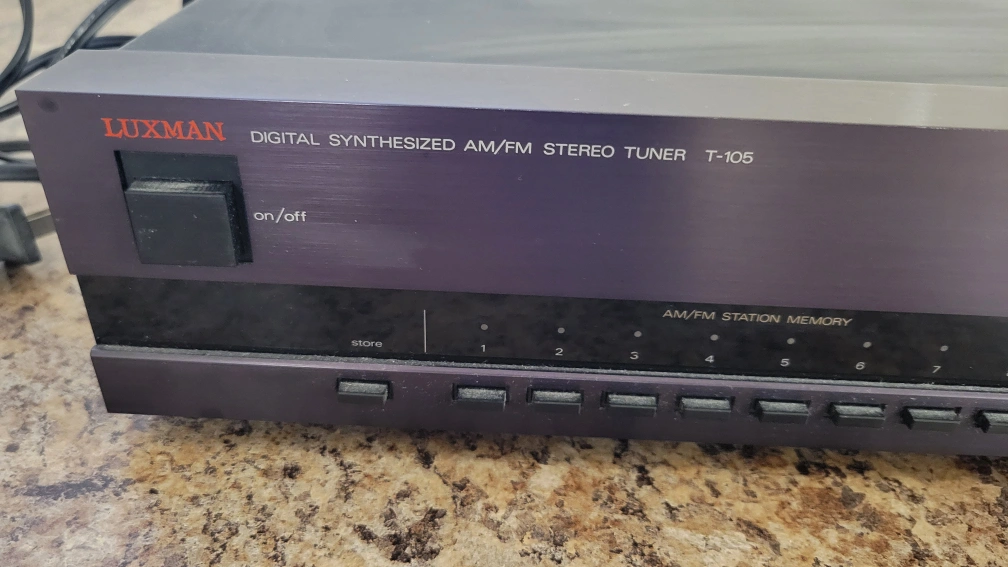 LUXMAN
DIGITAL SYNTHESIZED AM/FM STEREO TUNER T-105
on/off
AM/FM STATION MEMORY
store
1 2 3 4 5 6 7